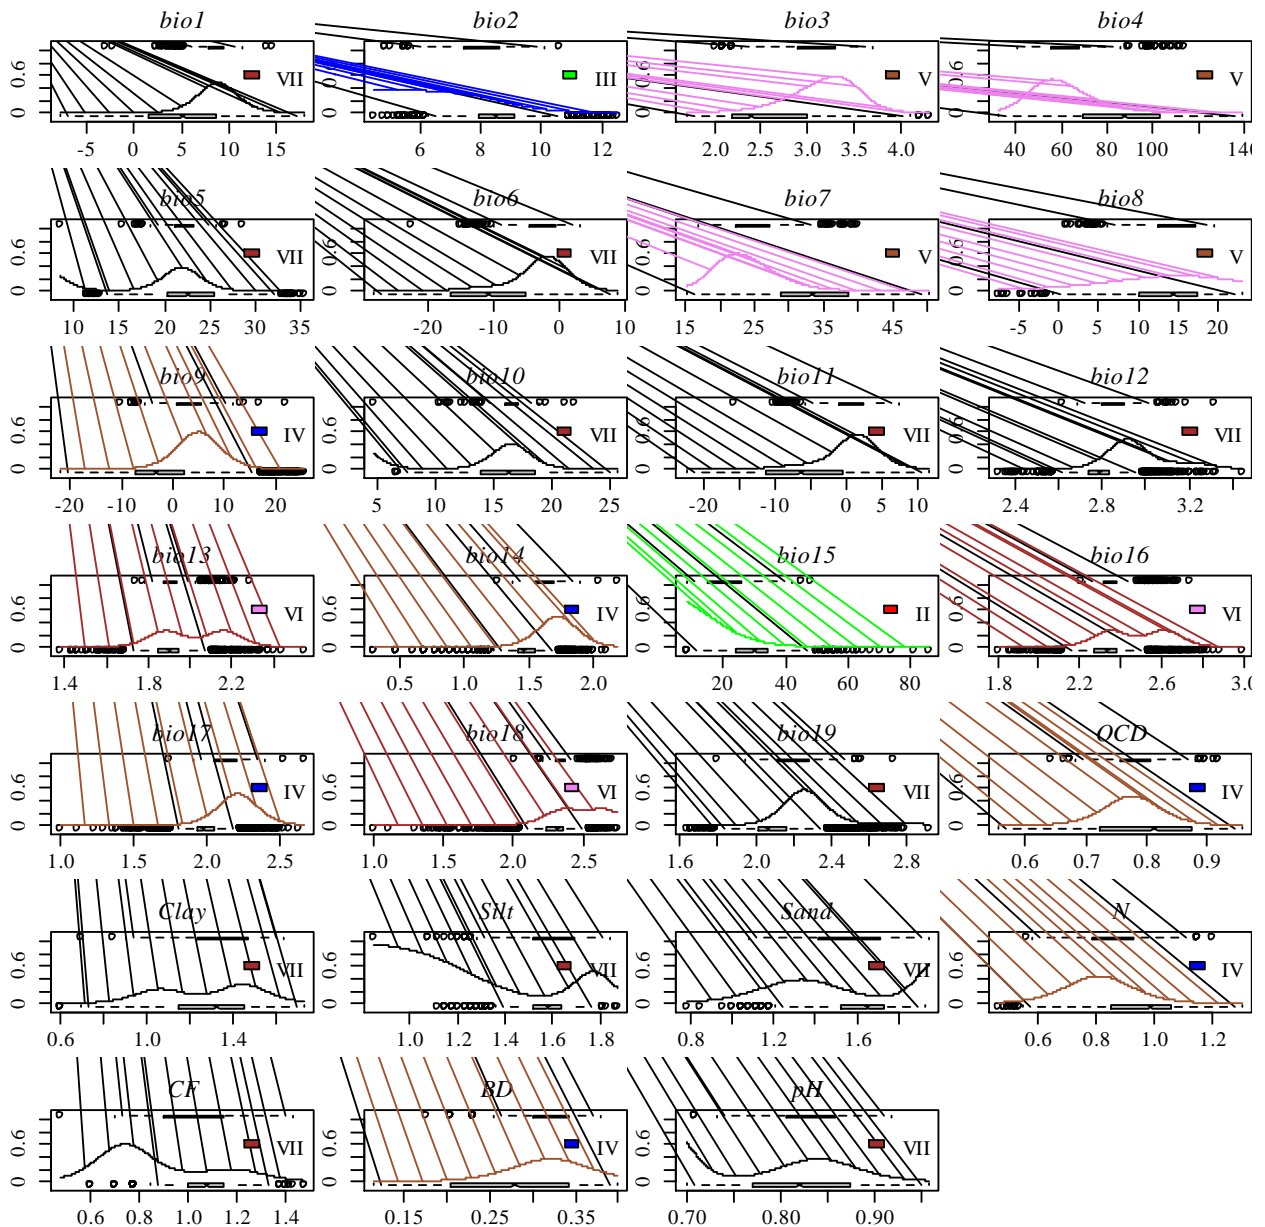 bio1 bio2 bio3 bio4
0 0.6 VII 0 0.6 III 0 0.6 V 0 0.6 V
-5 0 5 10 15 6 8 10 12 2.0 2.5 3.0 3.5 4.0 40 60 80 100 140
bio5 bio6 bio7 bio8
0 0.6 VII 0 0.6 VII 0 0.6 V 0 0.6 V
10 15 20 25 30 35 -20 -10 0 10 15 25 35 45 -5 0 5 10 20
bio9 bio10 bio11 bio12
0 0.6 IV 0 0.6 VII 0 0.6 VII 0 0.6 VII
-20 -10 0 10 20 5 10 15 20 25 -20 -10 0 5 10 2.4 2.8 3.2
bio13 bio14 bio15 bio16
0 0.6 VI 0 0.6 IV 0 0.6 II 0 0.6 VI
1.4 1.8 2.2 0.5 1.0 1.5 2.0 20 40 60 80 1.8 2.2 2.6 3.0
bio17 bio18 bio19 OCD
0 0.6 IV 0 0.6 VI 0 0.6 VII 0 0.6 IV
1.0 1.5 2.0 2.5 1.0 1.5 2.0 2.5 1.6 2.0 2.4 2.8 0.6 0.7 0.8 0.9
Clay Silt Sand N
0 0.6 VII 0 0.6 VII 0 0.6 VII 0 0.6 IV
0.6 1.0 1.4 1.0 1.2 1.4 1.6 1.8 0.8 1.2 1.6 0.6 0.8 1.0 1.2
CF BD pH
0 0.6 VII 0 0.6 IV 0 0.6 VII
0.6 0.8 1.0 1.2 1.4 0.15 0.25 0.35 0.70 0.80 0.90